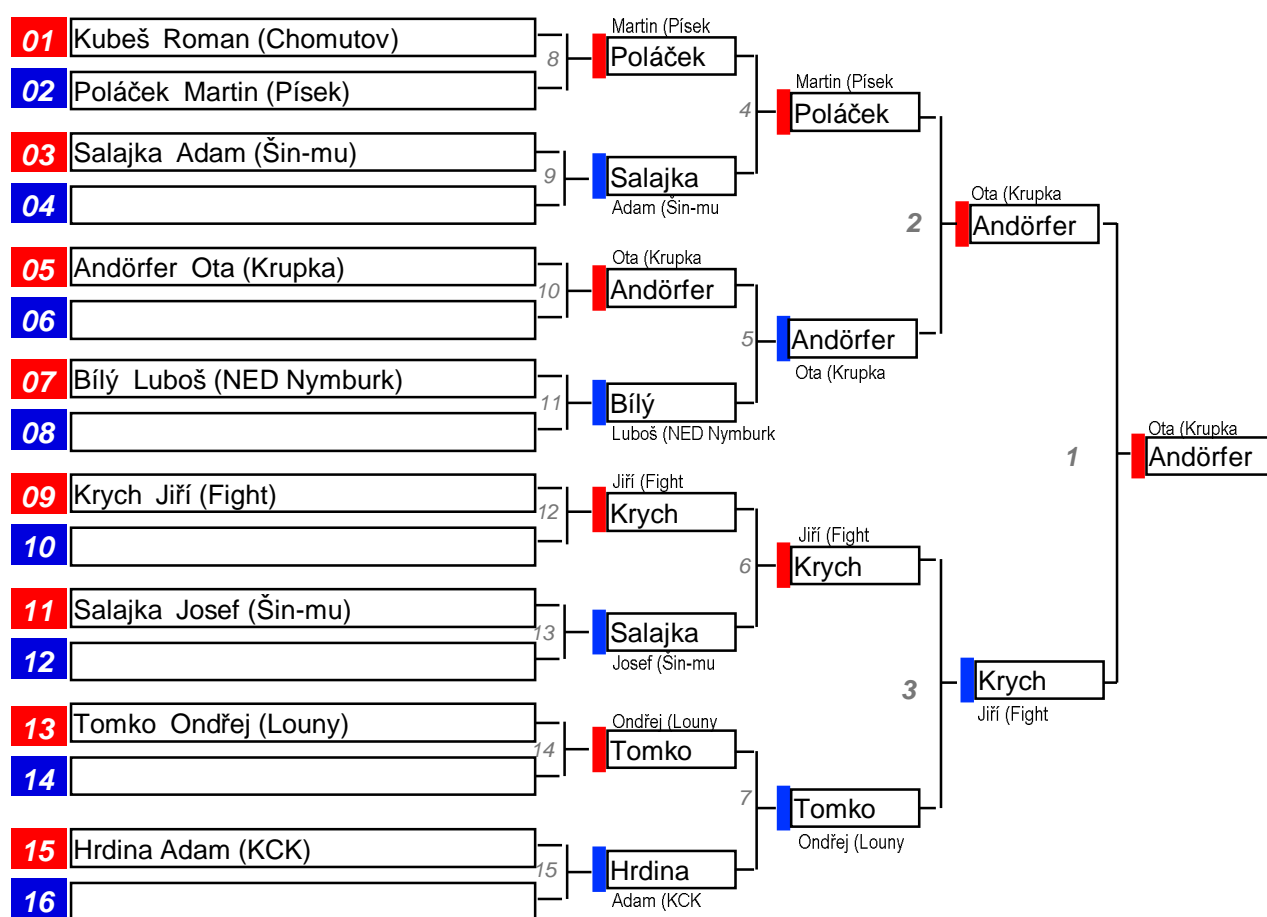 01 Kubeš Roman (Chomutov)
02 Poláček Martin (Písek)
03 Salajka Adam (Šin-mu)
04
05 Andörfer Ota (Krupka)
06
07 Bílý Luboš (NED Nymburk)
08
09 Krych Jiří (Fight)
10
11 Salajka Josef (Šin-mu)
12
13 Tomko Ondřej (Louny)
14
15 Hrdina Adam (KCK)
16
8
9
10
11
12
13
14
15
Martin (Písek
Poláček
Salajka
Adam (Šin-mu
Ota (Krupka
Andörfer
Bílý
Luboš (NED Nymburk
Jiří (Fight
Krych
Salajka
Josef (Šin-mu
Ondřej (Louny
Tomko
Hrdina
Adam (KCK
4
5
6
7
Martin (Písek
Poláček
Andörfer
Ota (Krupka
Jiří (Fight
Krych
Tomko
Ondřej (Louny
2
3
Ota (Krupka
Andörfer
Krych
Jiří (Fight
1
Ota (Krupka
Andörfer